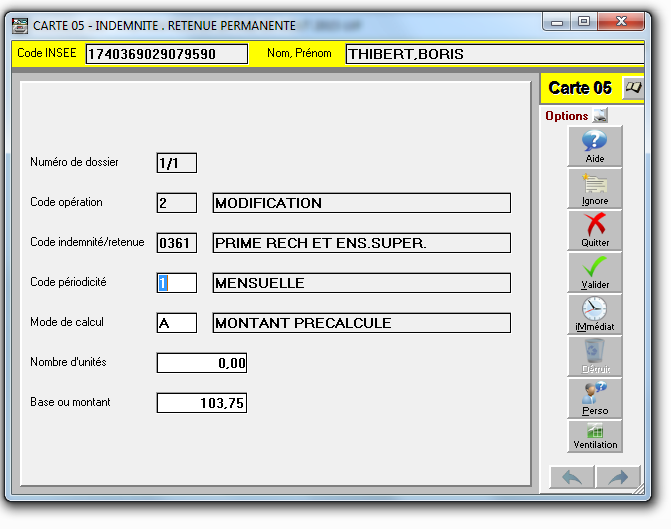 CARTE 05 - INDEMNITE . RETENUE PERMANENTE
Code INSEE 1740369029079590 Nom, Prénom THIBERT,BORIS
Carte 05
Options
Numéro de dossier 1/1
Code opération 2 MODIFICATION
Code indemnité/retenue 0361 PRIME RECH ET ENS.SUPER.
Code périodicité 1 MENSUELLE
Mode de calcul A MONTANT PRECALCULE
Nombre d'unités 0,00
Base ou montant 103,75
Aide
Ignore
Quitter
Valider
iMmédiat
Détruit
Perso
Ventilation